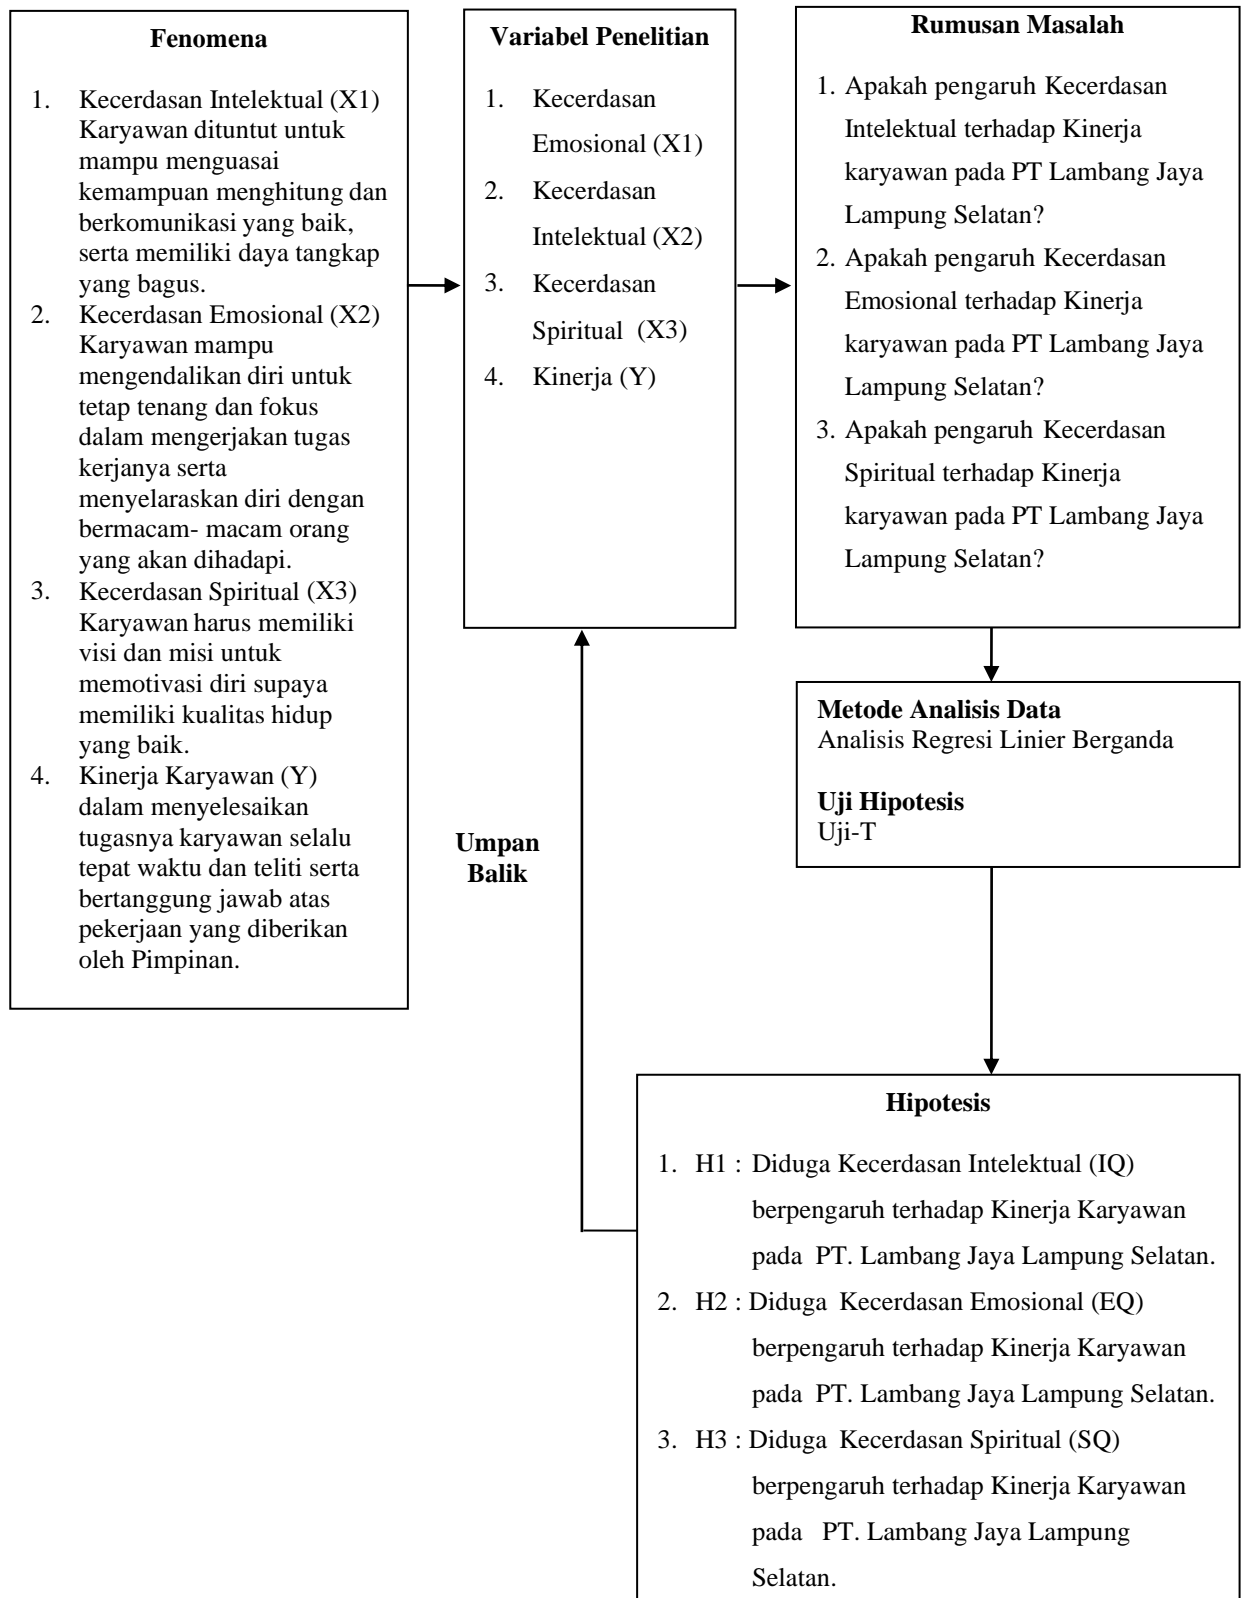 Fenomena
1. Kecerdasan Intelektual (X1)
Karyawan dituntut untuk
mampu menguasai
kemampuan menghitung dan
berkomunikasi yang baik,
serta memiliki daya tangkap
yang bagus.
2. Kecerdasan Emosional (X2)
Karyawan mampu
mengendalikan diri untuk
tetap tenang dan fokus
dalam mengerjakan tugas
kerjanya serta
menyelaraskan diri dengan
bermacam- macam orang
yang akan dihadapi.
3. Kecerdasan Spiritual (X3)
Karyawan harus memiliki
visi dan misi untuk
memotivasi diri supaya
memiliki kualitas hidup
yang baik.
4. Kinerja Karyawan (Y)
dalam menyelesaikan
tugasnya karyawan selalu
tepat waktu dan teliti serta
bertanggung jawab atas
pekerjaan yang diberikan
oleh Pimpinan.
Variabel Penelitian
1. Kecerdasan
Emosional (X1)
2. Kecerdasan
Intelektual (X2)
3. Kecerdasan
Spiritual (X3)
4. Kinerja (Y)
Rumusan Masalah
1. Apakah pengaruh Kecerdasan
Intelektual terhadap Kinerja
karyawan pada PT Lambang Jaya
Lampung Selatan?
2. Apakah pengaruh Kecerdasan
Emosional terhadap Kinerja
karyawan pada PT Lambang Jaya
Lampung Selatan?
3. Apakah pengaruh Kecerdasan
Spiritual terhadap Kinerja
karyawan pada PT Lambang Jaya
Lampung Selatan?
Metode Analisis Data
Analisis Regresi Linier Berganda
Uji Hipotesis
Uji-T
Umpan
Balik
Hipotesis
1. H1 : Diduga Kecerdasan Intelektual (IQ)
berpengaruh terhadap Kinerja Karyawan
pada PT. Lambang Jaya Lampung Selatan.
2. H2 : Diduga Kecerdasan Emosional (EQ)
berpengaruh terhadap Kinerja Karyawan
pada PT. Lambang Jaya Lampung Selatan.
3. H3 : Diduga Kecerdasan Spiritual (SQ)
berpengaruh terhadap Kinerja Karyawan
pada PT. Lambang Jaya Lampung
Selatan.